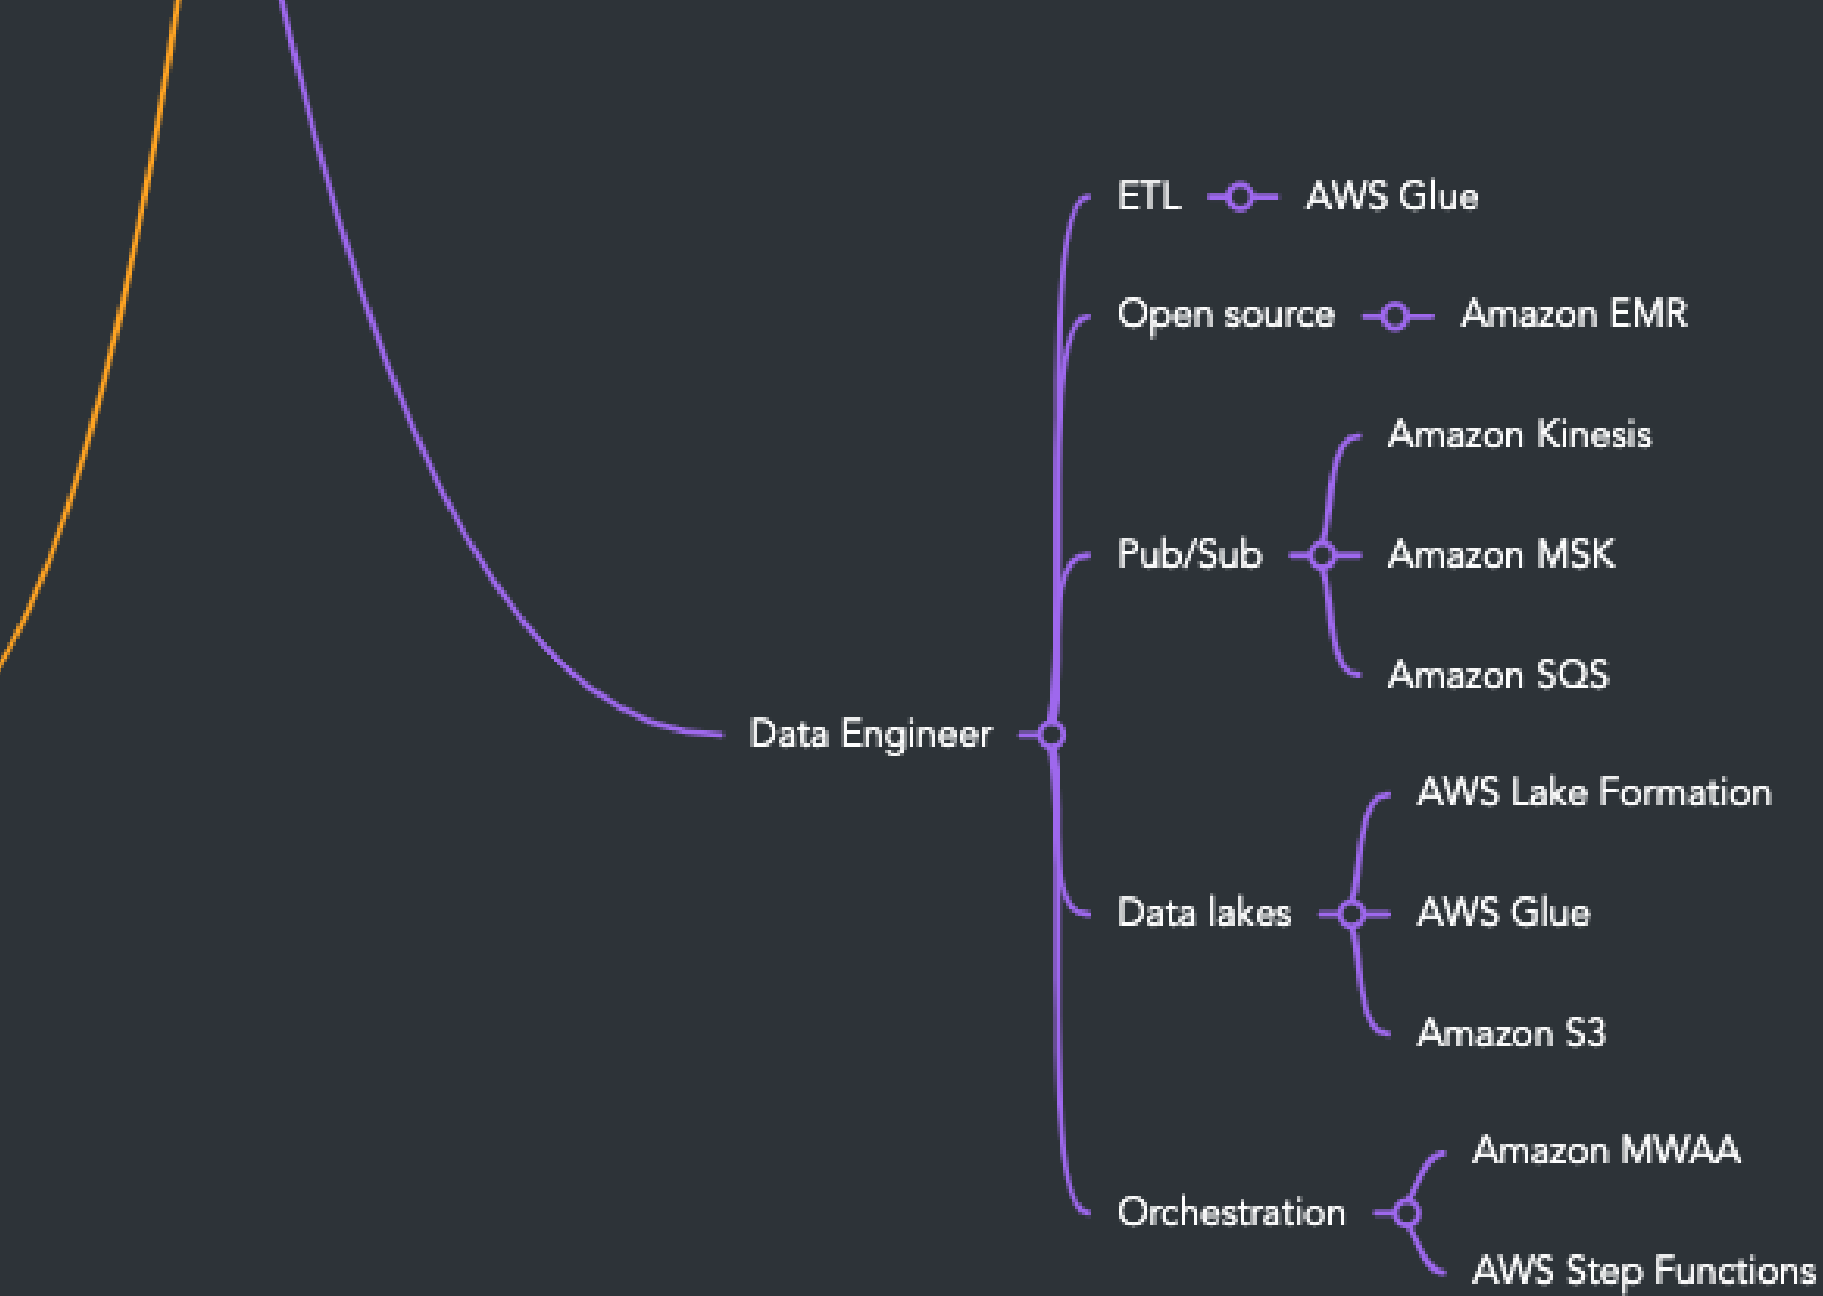 ETL
AWS Glue
Open source
Amazon EMR
Amazon Kinesis
Pub/Sub
Amazon MSK
Amazon SQS
Data Engineer
AWS Lake Formation
Data lakes
AWS Glue
Amazon S3
Amazon MWAA
Orchestration
AWS Step Functions